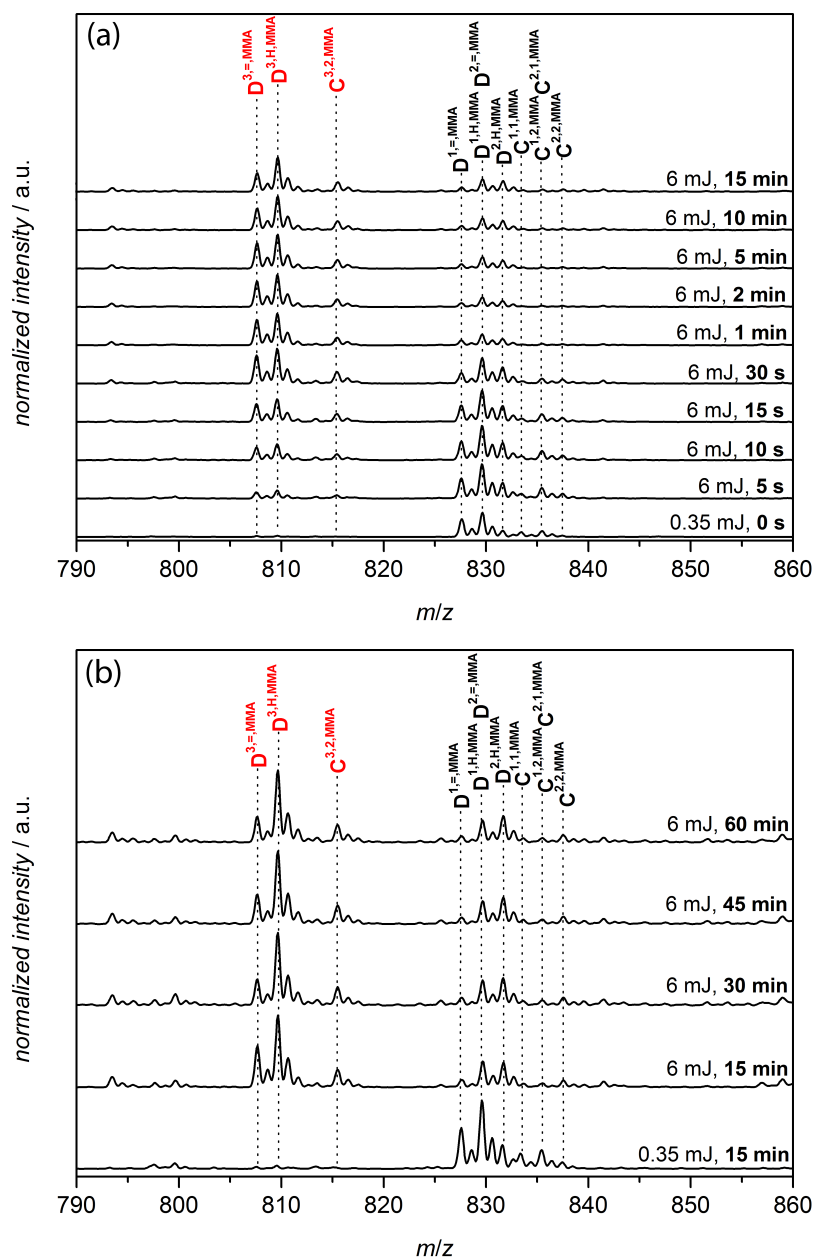 (a)
D3,=,MMA
D3,H,MMA
C3,2,MMA
D1,=,MMA
D1,H,MMA D2,=,MMA
D2,H,MMA
C1,1,MMA
C1,2,MMA C2,1,MMA
C2,2,MMA
6 mJ, 15 min
6 mJ, 10 min
6 mJ, 5 min
6 mJ, 2 min
6 mJ, 1 min
6 mJ, 30 s
6 mJ, 15 s
6 mJ, 10 s
6 mJ, 5 s
0.35 mJ, 0 s
normalized intensity / a.u.
790 800 810 820 830 840 850 860
m/z
(b)
D3,=,MMA
D3,H,MMA
C3,2,MMA
D1,=,MMA
D1,H,MMA D2,=,MMA
D2,H,MMA
C1,1,MMA
C1,2,MMA C2,1,MMA
C2,2,MMA
6 mJ, 60 min
6 mJ, 45 min
6 mJ, 30 min
6 mJ, 15 min
0.35 mJ, 15 min
normalized intensity / a.u.
790 800 810 820 830 840 850 860
m/z